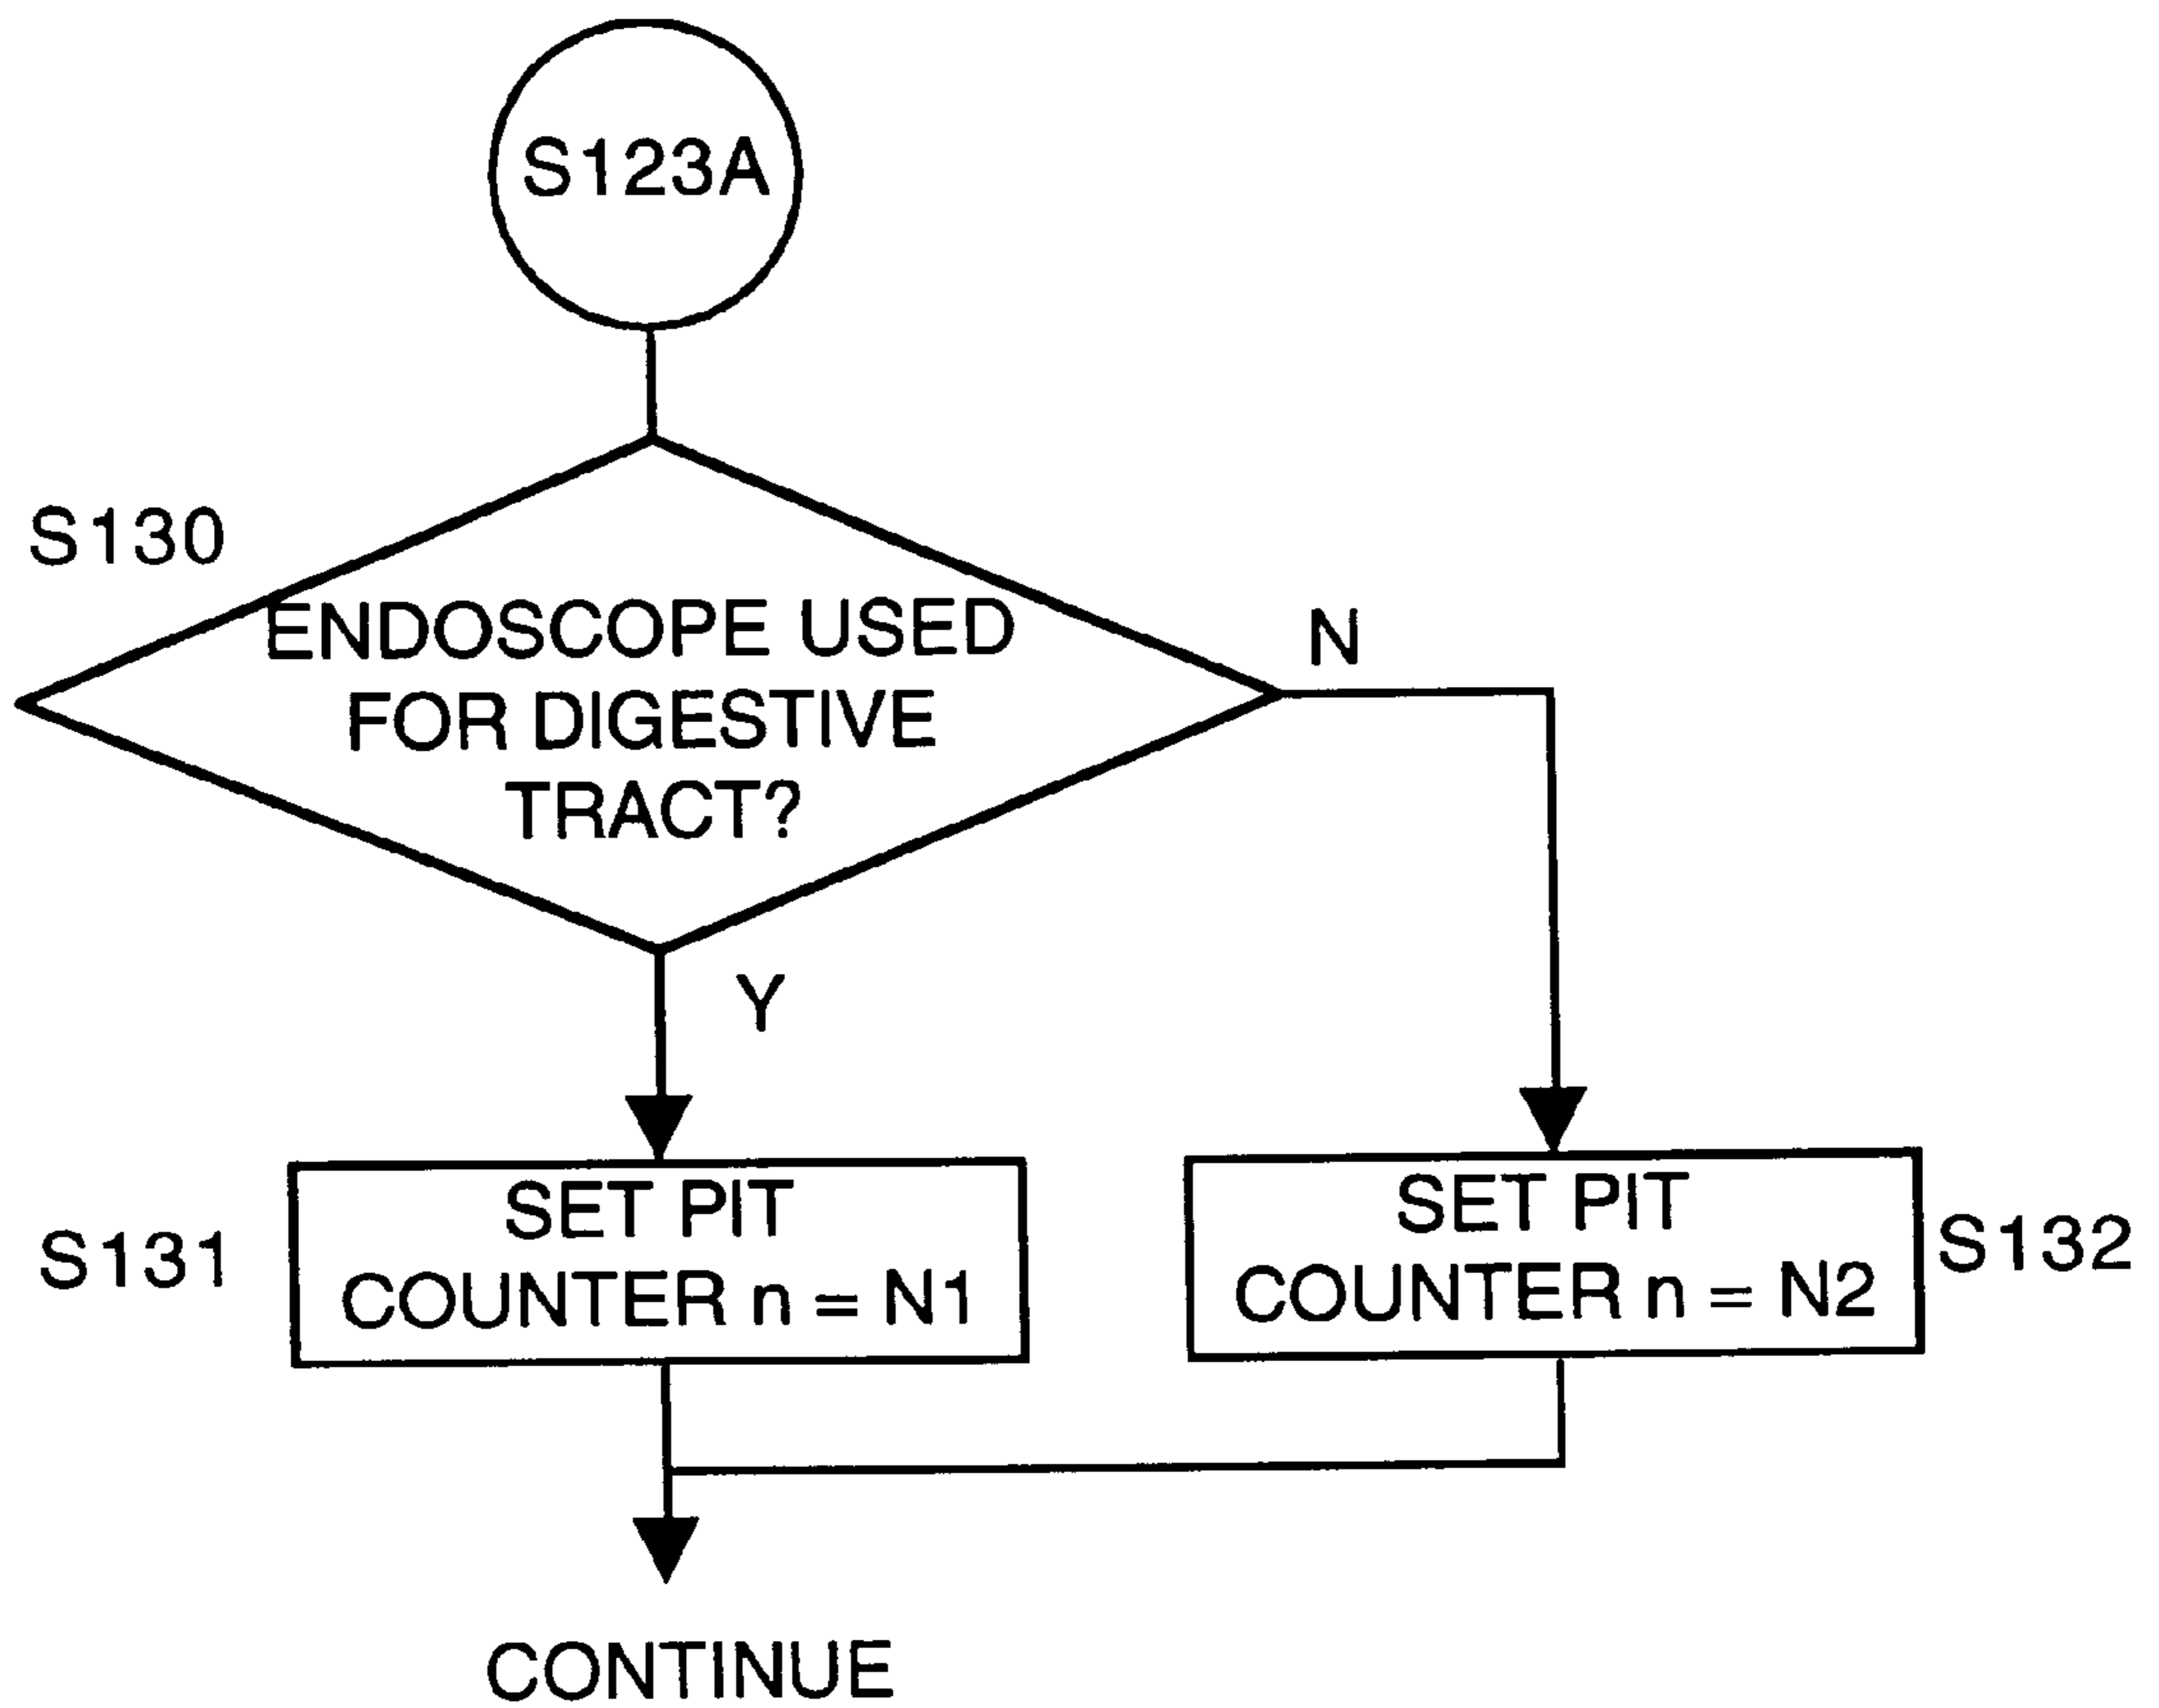 S123A
S130
ENDOSCOPE USED
FOR DIGESTIVE
TRACT?
N
Y
S131
SET PIT
COUNTER n = N1
SET PIT
COUNTER n = N2
S132
CONTINUE